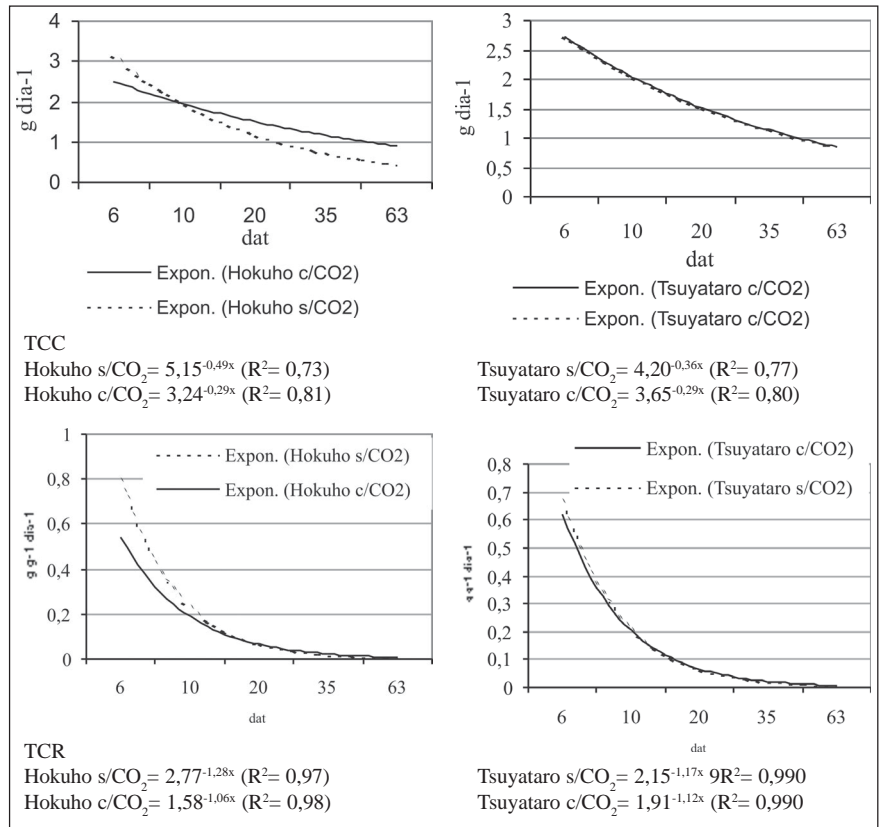 4
3
2
1
0
g dia-1
6 10 20 35 63
dat
Expon. (Hokuho c/CO2)
Expon. (Hokuho s/CO2)
3
2,5
2
1,5
1
0,5
0
g dia-1
6 10 20 35 63
dat
Expon. (Tsuyataro c/CO2)
Expon. (Tsuyataro c/CO2)
TCC
Hokuho s/CO₂= 5,15⁻⁰,⁴⁹ˣ (R²= 0,73)
Hokuho c/CO₂= 3,24⁻⁰,²⁹ˣ (R²= 0,81)
Tsuyataro s/CO₂= 4,20⁻⁰,³⁶ˣ (R²= 0,77)
Tsuyataro c/CO₂= 3,65⁻⁰,²⁹ˣ (R²= 0,80)
1
0,8
0,6
0,4
0,2
0
g g-1 dia-1
Expon. (Hokuho s/CO2)
Expon. (Hokuho c/CO2)
6 10 20 35 63
dat
Expon. (Tsuyataro c/CO2)
Expon. (Tsuyataro s/CO2)
0,8
0,7
0,6
0,5
0,4
0,3
0,2
0,1
0
g g-1 dia-1
6 10 20 35 63
dat
TCR
Hokuho s/CO₂= 2,77⁻¹,²⁸ˣ (R²= 0,97)
Hokuho c/CO₂= 1,58⁻¹,⁰⁶ˣ (R²= 0,98)
Tsuyataro s/CO₂= 2,15⁻¹,¹⁷ˣ 9R²= 0,990
Tsuyataro c/CO₂= 1,91⁻¹,¹²ˣ (R²= 0,990